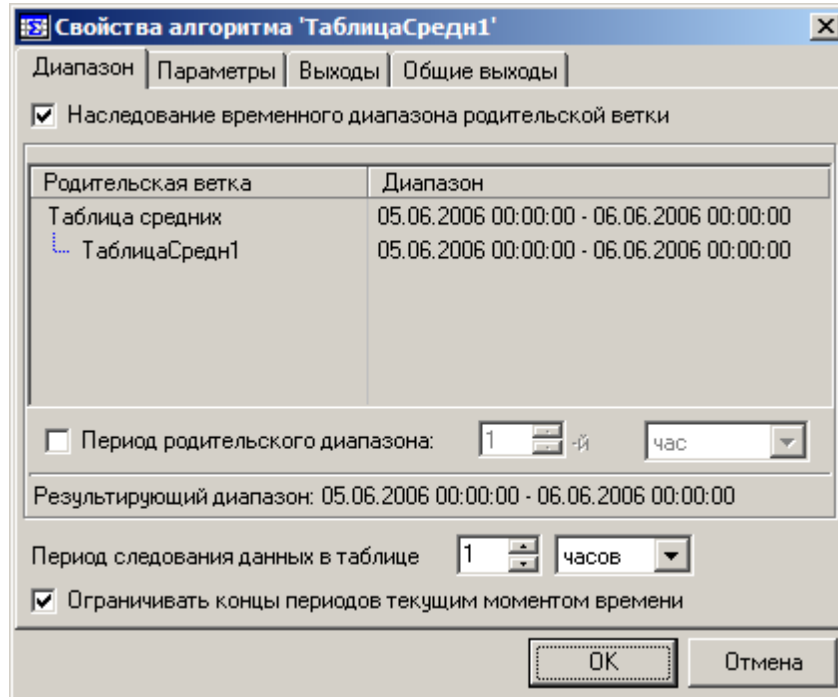 Свойства алгоритма 'ТаблицаСредн1'
Диапазон Параметры Выходы Общие выходы
Наследование временного диапазона родительской ветки
Родительская ветка Диапазон
Таблица средних 05.06.2006 00:00:00 - 06.06.2006 00:00:00
ТаблицаСредн1 05.06.2006 00:00:00 - 06.06.2006 00:00:00
Период родительского диапазона: 1 -й час
Результирующий диапазон: 05.06.2006 00:00:00 - 06.06.2006 00:00:00
Период следования данных в таблице 1 часов
Ограничивать концы периодов текущим моментом времени
OK Отмена